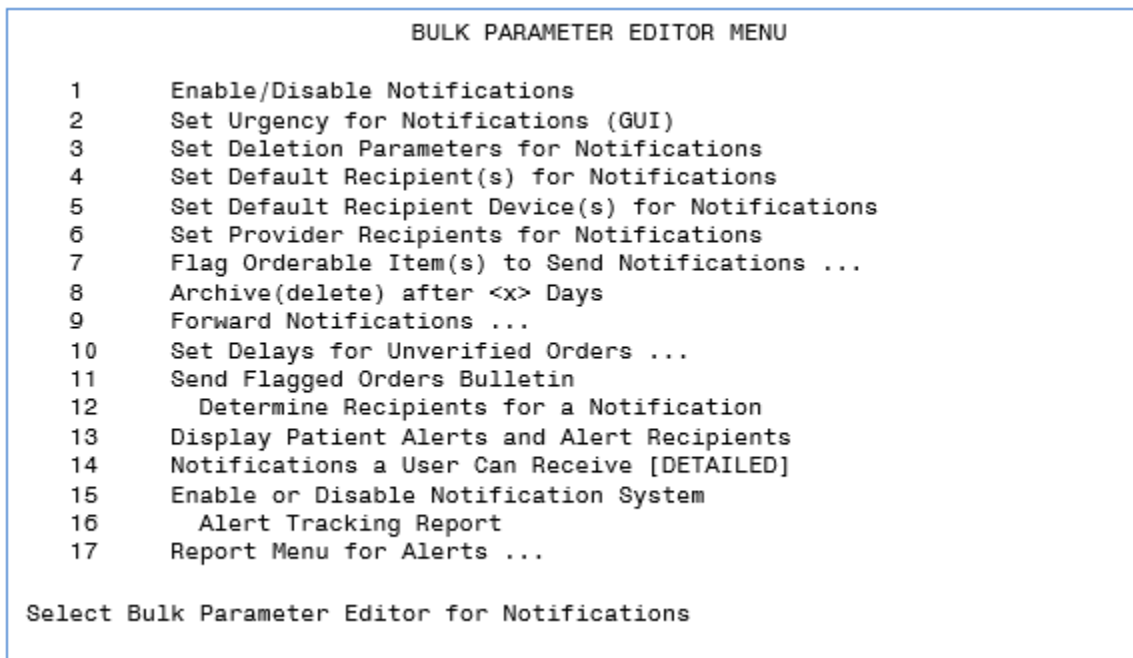 BULK PARAMETER EDITOR MENU
1 Enable/Disable Notifications
2 Set Urgency for Notifications (GUI)
3 Set Deletion Parameters for Notifications
4 Set Default Recipient(s) for Notifications
5 Set Default Recipient Device(s) for Notifications
6 Set Provider Recipients for Notifications
7 Flag Orderable Item(s) to Send Notifications ...
8 Archive(delete) after <x> Days
9 Forward Notifications ...
10 Set Delays for Unverified Orders ...
11 Send Flagged Orders Bulletin
12 Determine Recipients for a Notification
13 Display Patient Alerts and Alert Recipients
14 Notifications a User Can Receive [DETAILED]
15 Enable or Disable Notification System
16 Alert Tracking Report
17 Report Menu for Alerts ...
Select Bulk Parameter Editor for Notifications